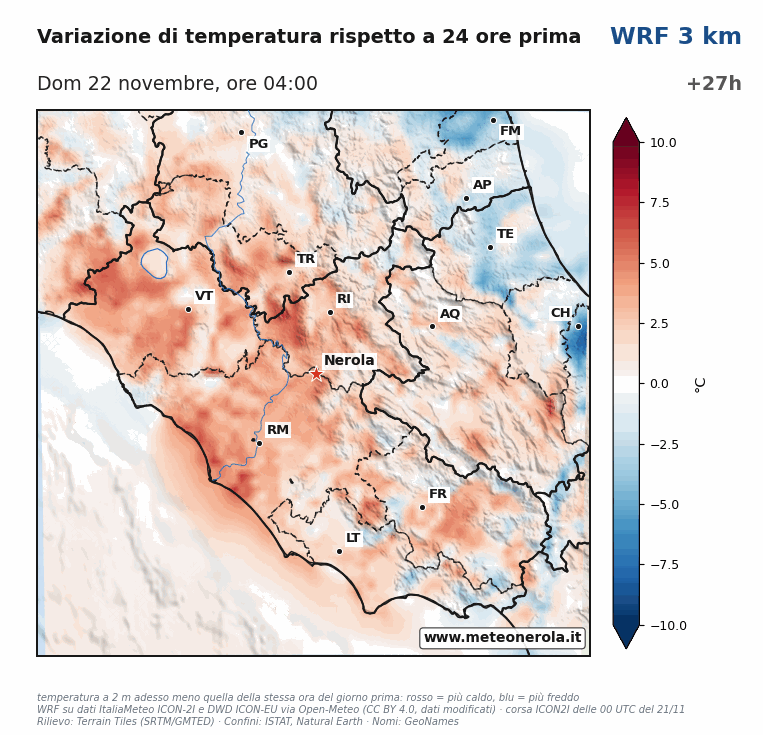 Variazione di temperatura rispetto a 24 ore prima
WRF 3 km
Dom 22 novembre, ore 04:00
+27h
FM
PG
AP
TE
TR
VT
RI
AQ
CH
Nerola
RM
FR
LT
www.meteonerola.it
10.0
7.5
5.0
2.5
0.0
−2.5
−5.0
−7.5
−10.0
°C
temperatura a 2 m adesso meno quella della stessa ora del giorno prima: rosso = più caldo, blu = più freddo
WRF su dati ItaliaMeteo ICON-2I e DWD ICON-EU via Open-Meteo (CC BY 4.0, dati modificati) · corsa ICON2I delle 00 UTC del 21/11
Rilievo: Terrain Tiles (SRTM/GMTED) · Confini: ISTAT, Natural Earth · Nomi: GeoNames